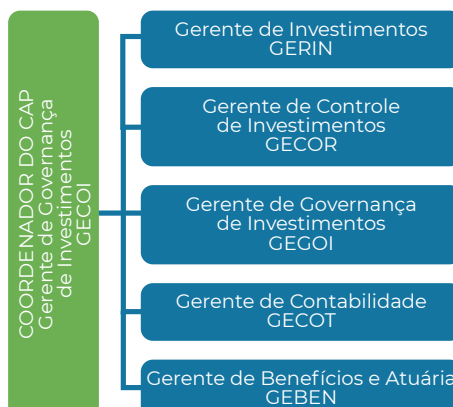 COORDENADOR DO CAP
Gerente de Governança
de Investimentos
GECOI
Gerente de Investimentos
GERIN
Gerente de Controle
de Investimentos
GECOR
Gerente de Governança
de Investimentos
GEGOI
Gerente de Contabilidade
GECOT
Gerente de Benefícios e Atuária
GEBEN